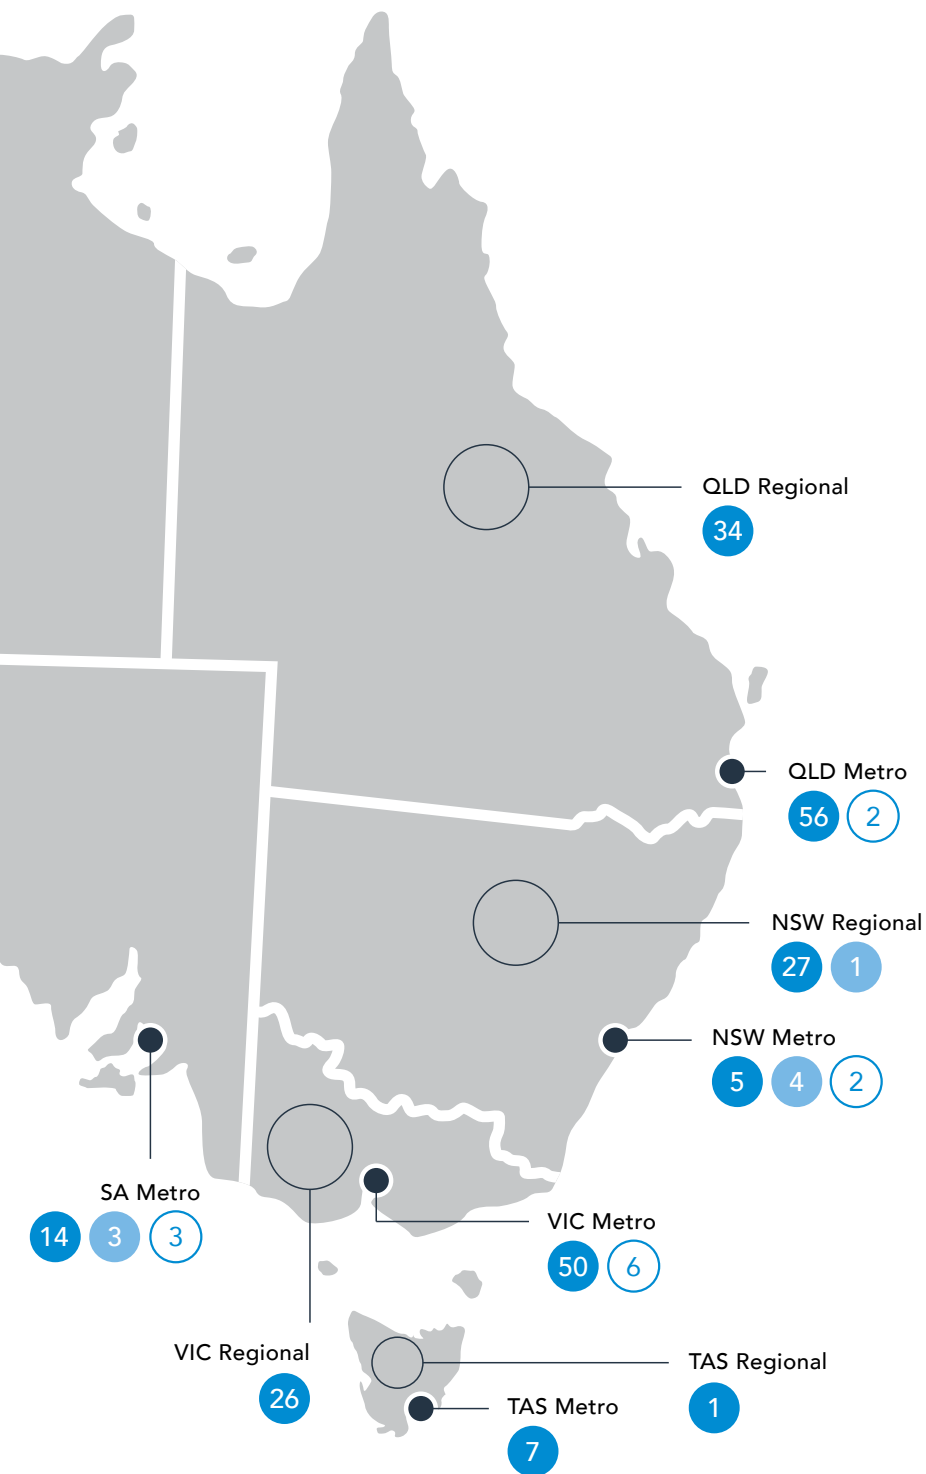 QLD Regional
34
QLD Metro
56 2
NSW Regional
27 1
NSW Metro
5 4 2
SA Metro
14 3 3
VIC Metro
50 6
VIC Regional
26
TAS Regional
1
TAS Metro
7